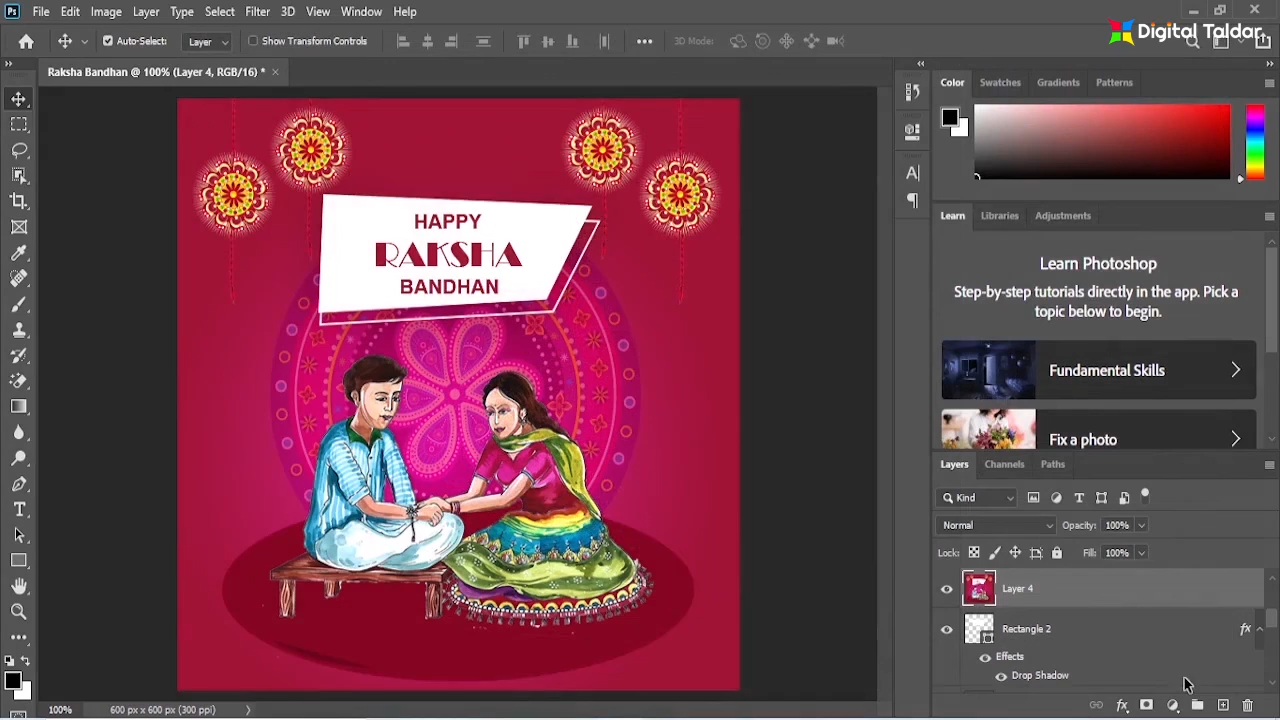 Ps File Edit Image Layer Type Select Filter 3D View Window Help
Digital Taldar
Auto-Select: Layer Show Transform Controls 3D Mode:
Raksha Bandhan @ 100% (Layer 4, RGB/16) *
Color Swatches Gradients Patterns
HAPPY
RAKSHA
BANDHAN
Learn Libraries Adjustments
Learn Photoshop
Step-by-step tutorials directly in the app. Pick a
topic below to begin.
Fundamental Skills
Fix a photo
Layers Channels Paths
Kind
Normal Opacity: 100%
Lock: Fill: 100%
Layer 4
Rectangle 2 fx
Effects
Drop Shadow
100% 600 px x 600 px (300 ppi)
fx